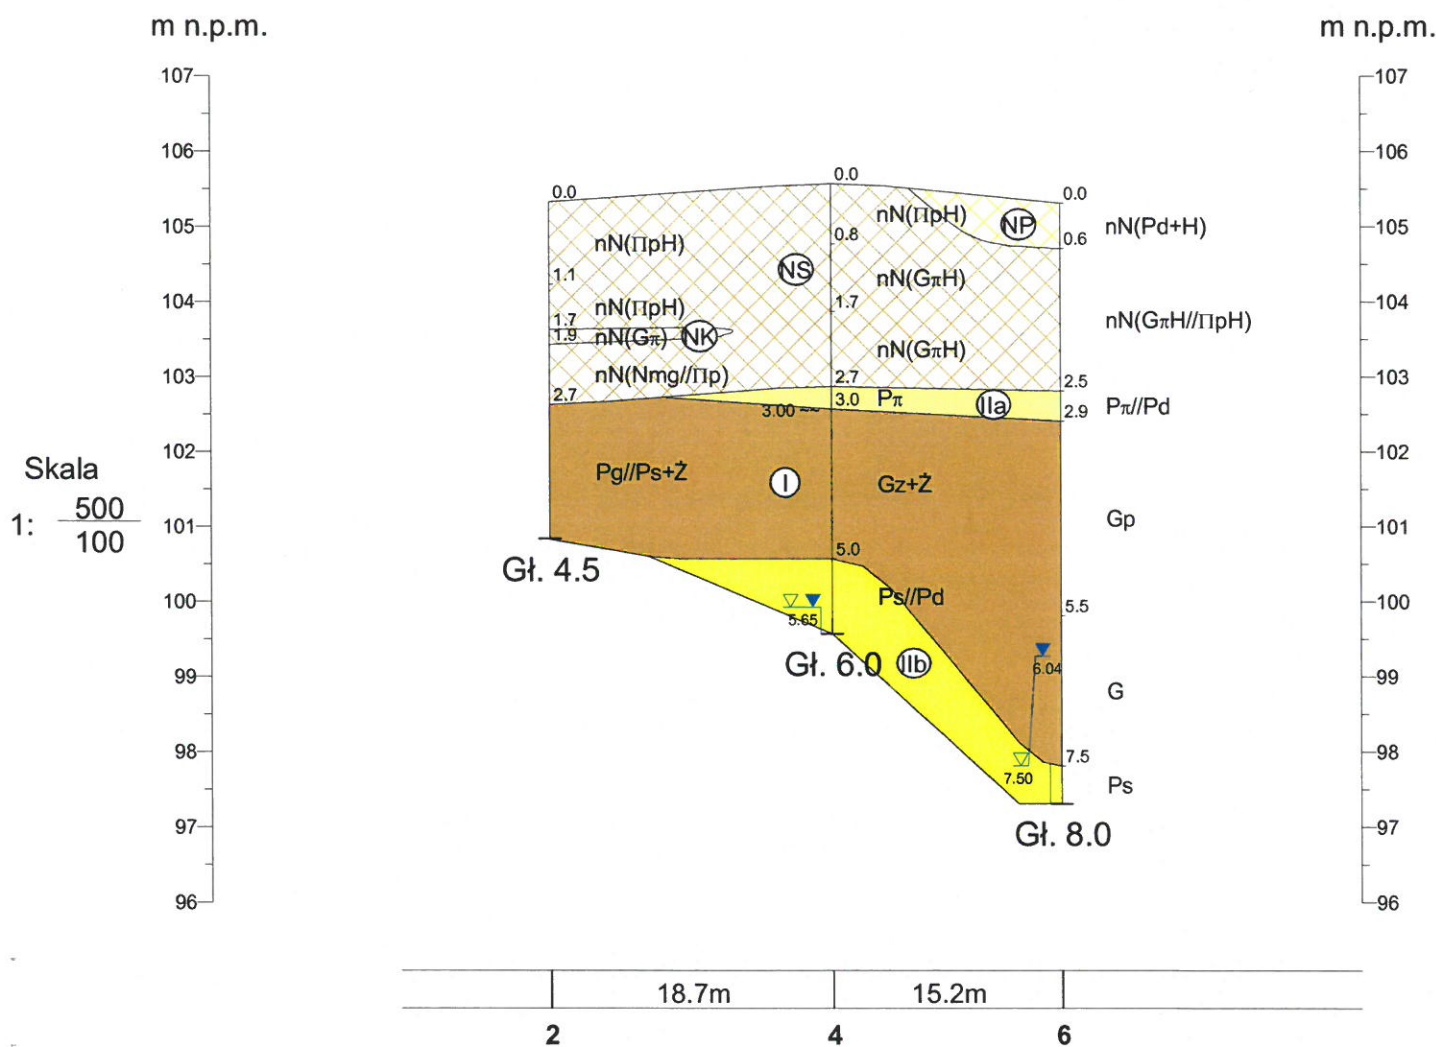 m n.p.m.
m n.p.m.
107
107
106
106
0.0
0.0
0.0
nN(ΠpH)
NP
105
nN(Pd+H)
105
0.8
0.6
nN(ΠpH)
NS
1.1
nN(GπH)
104
104
nN(ΠpH)
1.7
1.7
nN(GπH//ΠpH)
1.9
nN(Gπ)
NK
nN(GπH)
103
nN(Nmg//Πp)
2.7
2.5
103
2.7
3.00 ~~
3.0
Pπ
IIa
2.9
Pπ//Pd
102
102
Skala
Pg//Ps+Ż
I
Gz+Ż
1: 500
100
101
Gp
101
Gł. 4.5
5.0
100
Ps//Pd
5.5
100
5.65
Gł. 6.0
IIb
6.04
99
G
99
98
7.5
98
7.50
Ps
97
Gł. 8.0
97
96
96
18.7m
15.2m
2
4
6